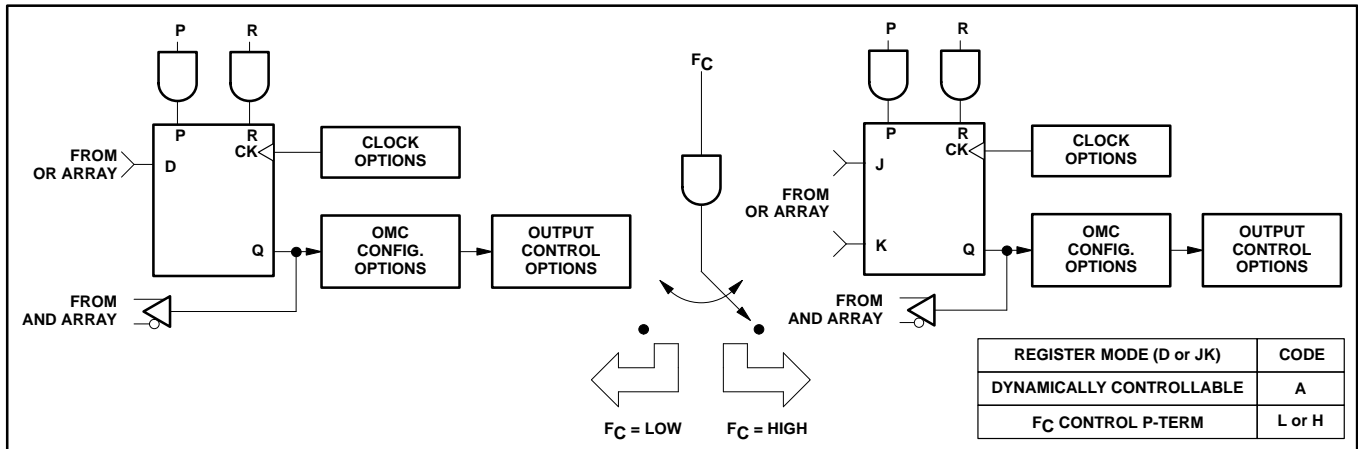 P R
P R
CK
D
Q
FROM
OR ARRAY
CLOCK
OPTIONS
OMC
CONFIG.
OPTIONS
OUTPUT
CONTROL
OPTIONS
FROM
AND ARRAY
FC
FC = LOW
FC = HIGH
P R
P R
CK
J
K
Q
FROM
OR ARRAY
CLOCK
OPTIONS
OMC
CONFIG.
OPTIONS
OUTPUT
CONTROL
OPTIONS
FROM
AND ARRAY
REGISTER MODE (D or JK) CODE
DYNAMICALLY CONTROLLABLE A
FC CONTROL P-TERM L or H